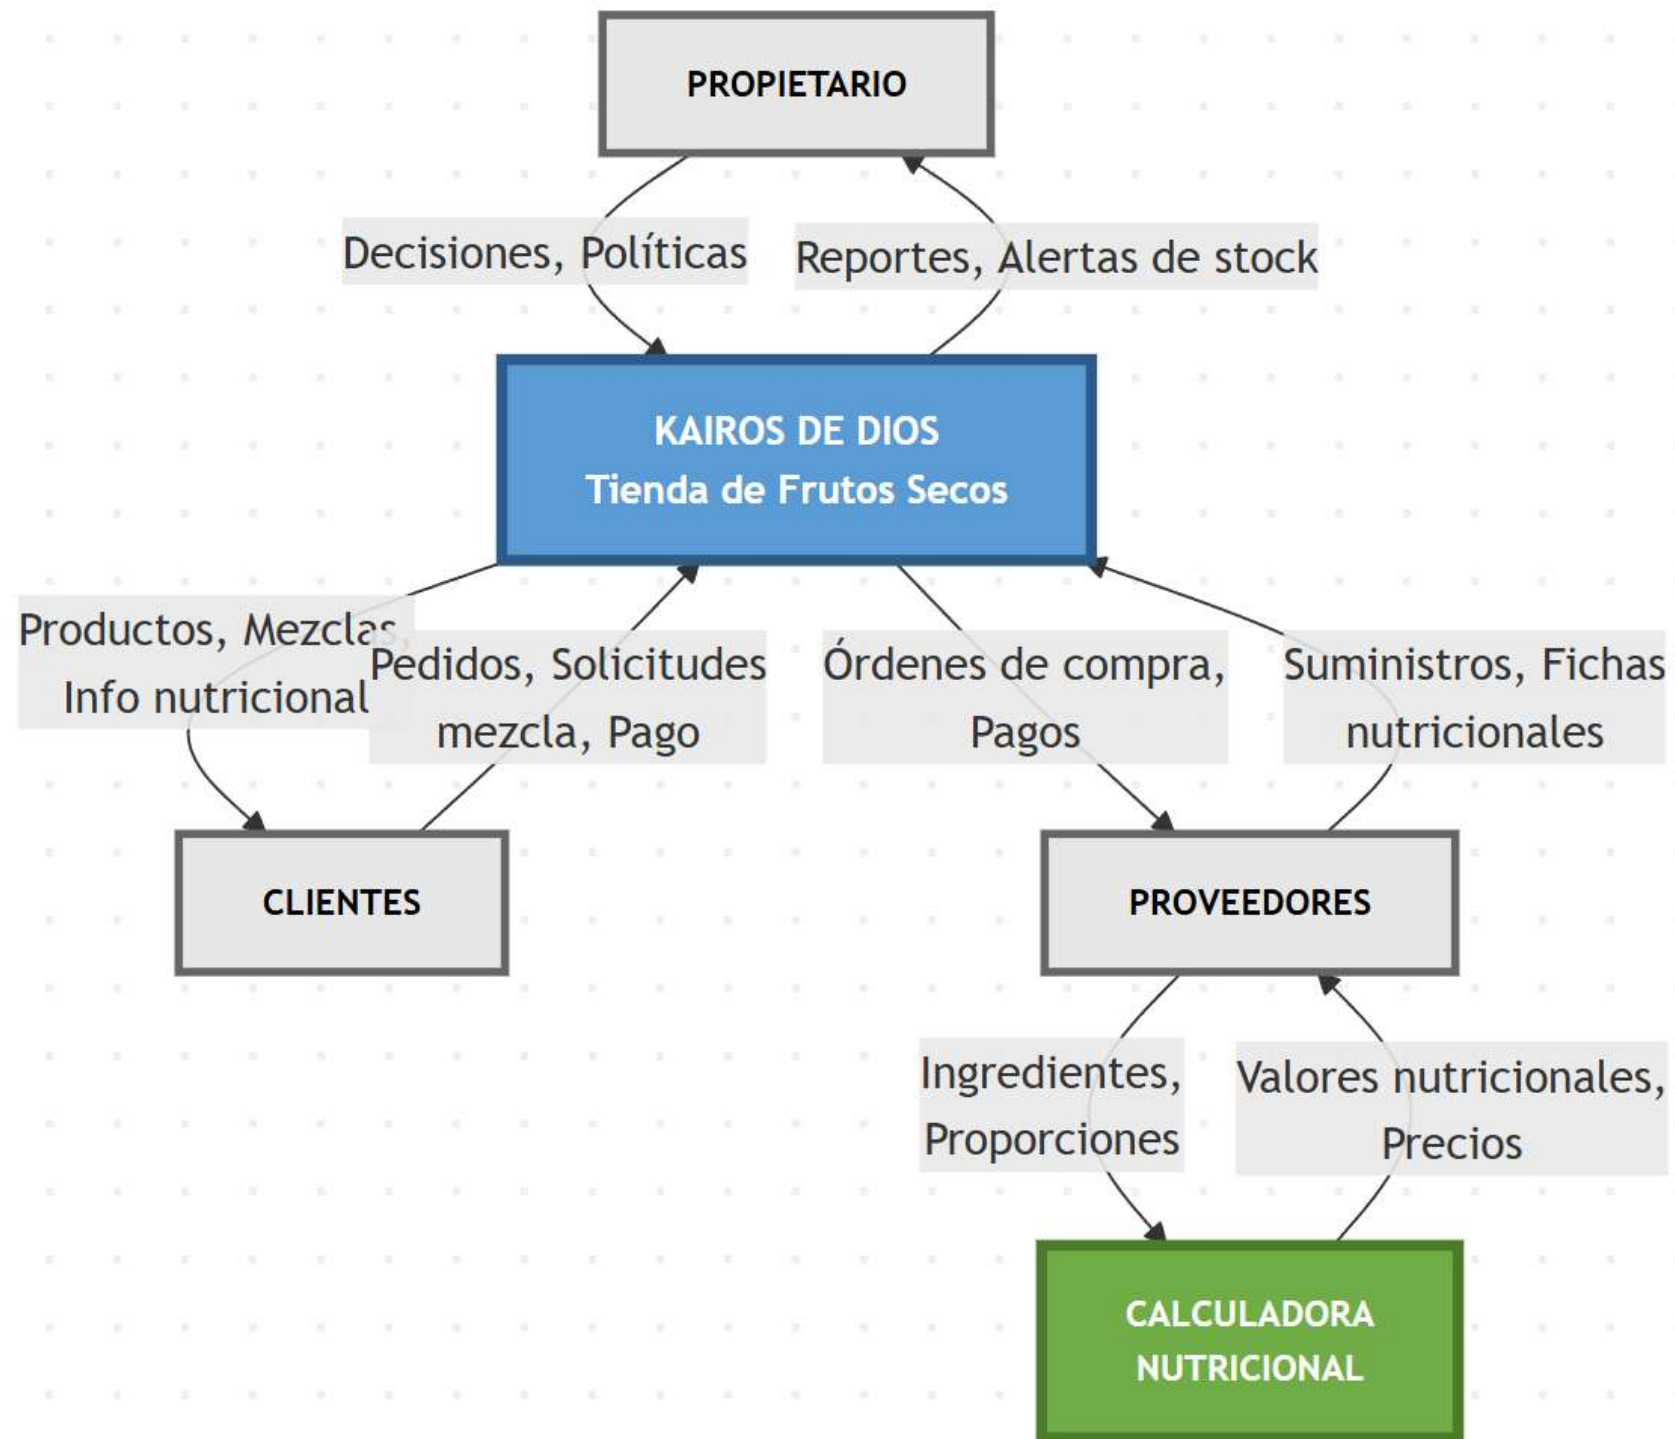 PROPIETARIO
Decisiones, Políticas
Reportes, Alertas de stock
KAIROS DE DIOS
Tienda de Frutos Secos
Productos, Mezclas,
Info nutricional
Pedidos, Solicitudes
mezcla, Pago
Órdenes de compra,
Pagos
Suministros, Fichas
nutricionales
CLIENTES
PROVEEDORES
Ingredientes,
Proporciones
Valores nutricionales,
Precios
CALCULADORA
NUTRICIONAL